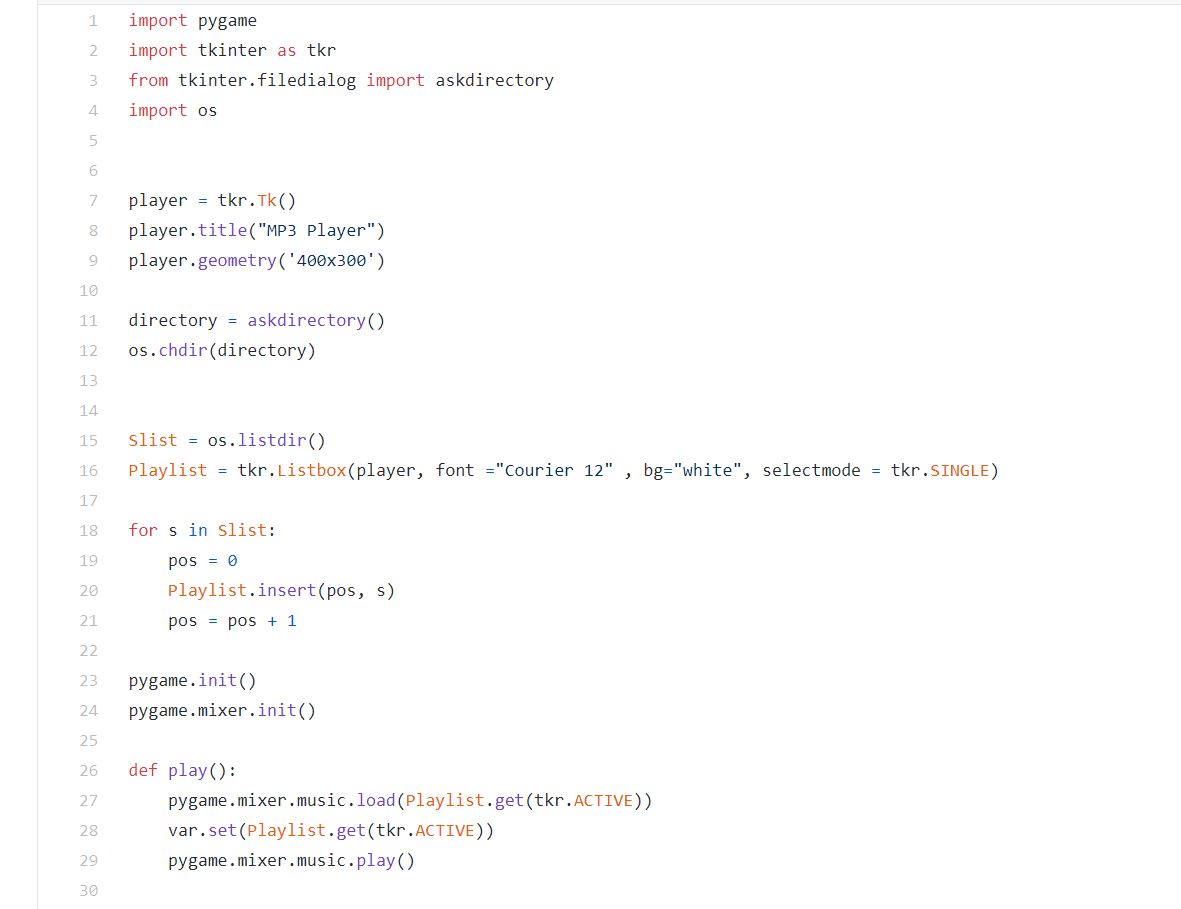 1 import pygame
2 import tkinter as tkr
3 from tkinter.filedialog import askdirectory
4 import os
5
6
7 player = tkr.Tk()
8 player.title("MP3 Player")
9 player.geometry('400x300')
10
11 directory = askdirectory()
12 os.chdir(directory)
13
14
15 Slist = os.listdir()
16 Playlist = tkr.Listbox(player, font ="Courier 12" , bg="white", selectmode = tkr.SINGLE)
17
18 for s in Slist:
19     pos = 0
20     Playlist.insert(pos, s)
21     pos = pos + 1
22
23 pygame.init()
24 pygame.mixer.init()
25
26 def play():
27     pygame.mixer.music.load(Playlist.get(tkr.ACTIVE))
28     var.set(Playlist.get(tkr.ACTIVE))
29     pygame.mixer.music.play()
30